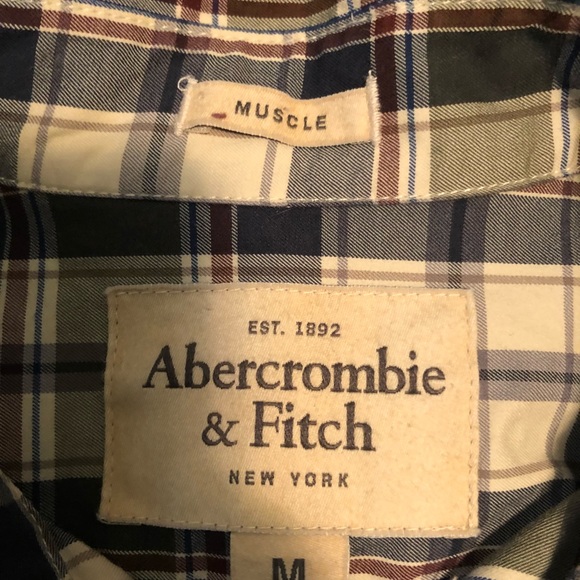 MUSCLE
EST. 1892
Abercrombie
& Fitch
NEW YORK
M